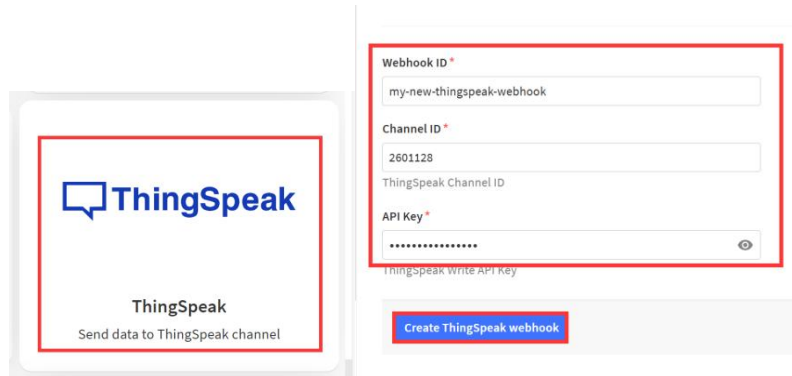 ThingSpeak
ThingSpeak
Send data to ThingSpeak channel
Webhook ID *
my-new-thingspeak-webhook
Channel ID *
2601128
ThingSpeak Channel ID
API Key *
••••••••••••••••
ThingSpeak Write API Key
Create ThingSpeak webhook